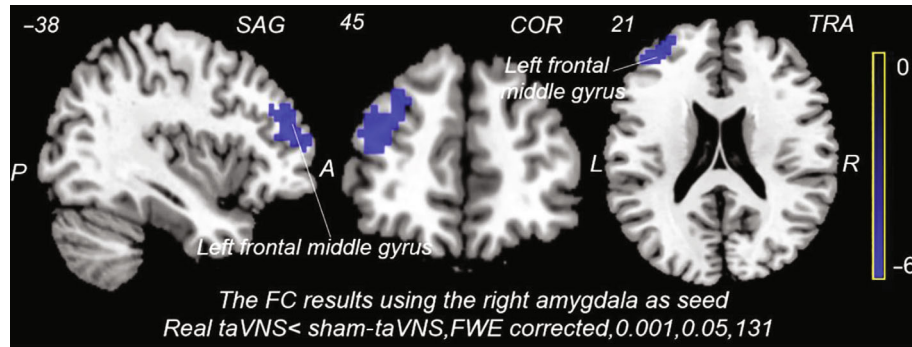 −38 SAG 45 COR 21 TRA
0
Left frontal
middle gyrus
P A L R
Left frontal middle gyrus
−6
The FC results using the right amygdala as seed
Real taVNS< sham-taVNS,FWE corrected,0.001,0.05,131